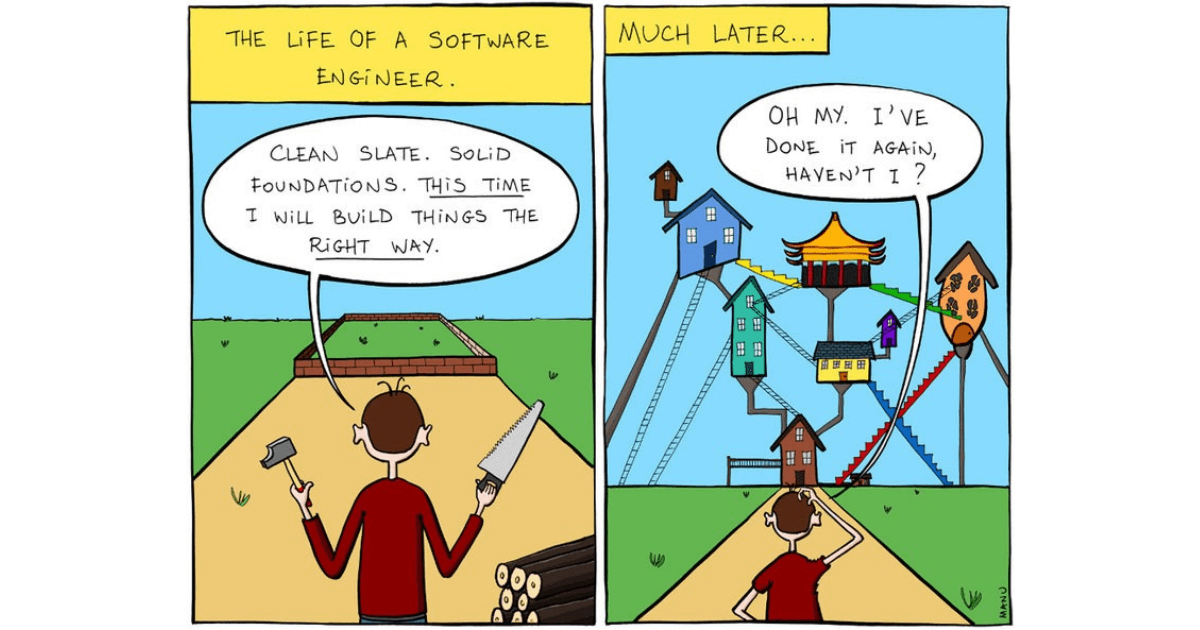 THE LiFE OF A SOFTWARE
ENGiNEER.
CLEAN SLATE. SOLiD
FOUNDATiONS. THiS TiME
I WiLL BUiLD THiNGS THE
RiGHT WAY.
MUCH LATER...
OH MY. I'VE
DONE iT AGAiN,
HAVEN'T I ?
MANU